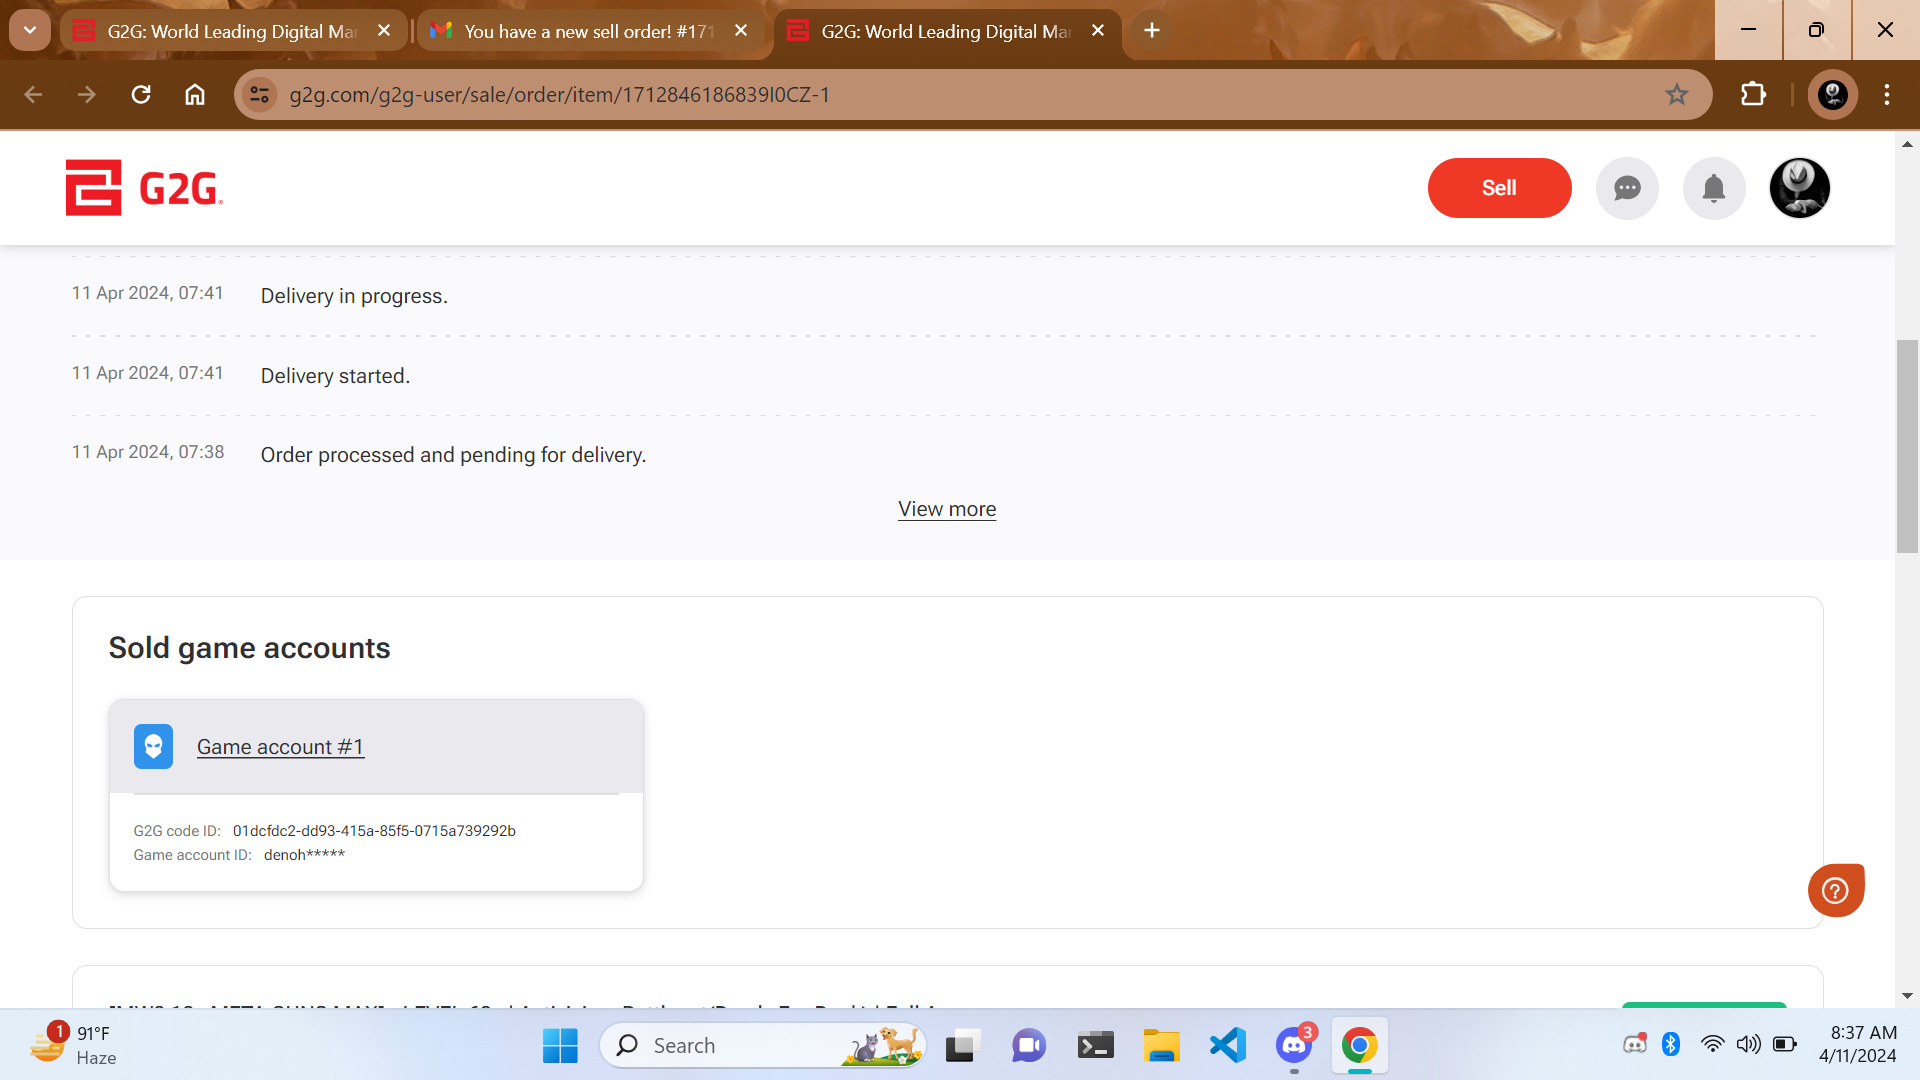 G2G: World Leading Digital Mar
You have a new sell order! #171
G2G: World Leading Digital Mar
g2g.com/g2g-user/sale/order/item/1712846186839I0CZ-1
G2G
Sell
11 Apr 2024, 07:41 Delivery in progress.
11 Apr 2024, 07:41 Delivery started.
11 Apr 2024, 07:38 Order processed and pending for delivery.
View more
Sold game accounts
Game account #1
G2G code ID: 01dcfdc2-dd93-415a-85f5-0715a739292b
Game account ID: denoh*****
1
91°F
Haze
Search
3
8:37 AM
4/11/2024